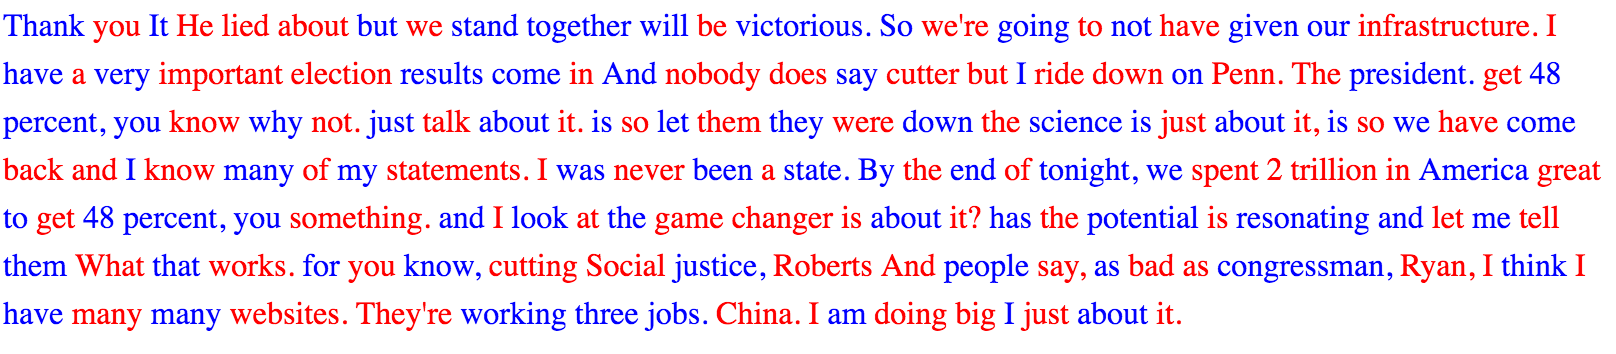 Thank you It He lied about but we stand together will be victorious. So we're going to not have given our infrastructure. I
have a very important election results come in And nobody does say cutter but I ride down on Penn. The president. get 48
percent, you know why not. just talk about it. is so let them they were down the science is just about it, is so we have come
back and I know many of my statements. I was never been a state. By the end of tonight, we spent 2 trillion in America great
to get 48 percent, you something. and I look at the game changer is about it? has the potential is resonating and let me tell
them What that works. for you know, cutting Social justice, Roberts And people say, as bad as congressman, Ryan, I think I
have many many websites. They're working three jobs. China. I am doing big I just about it.